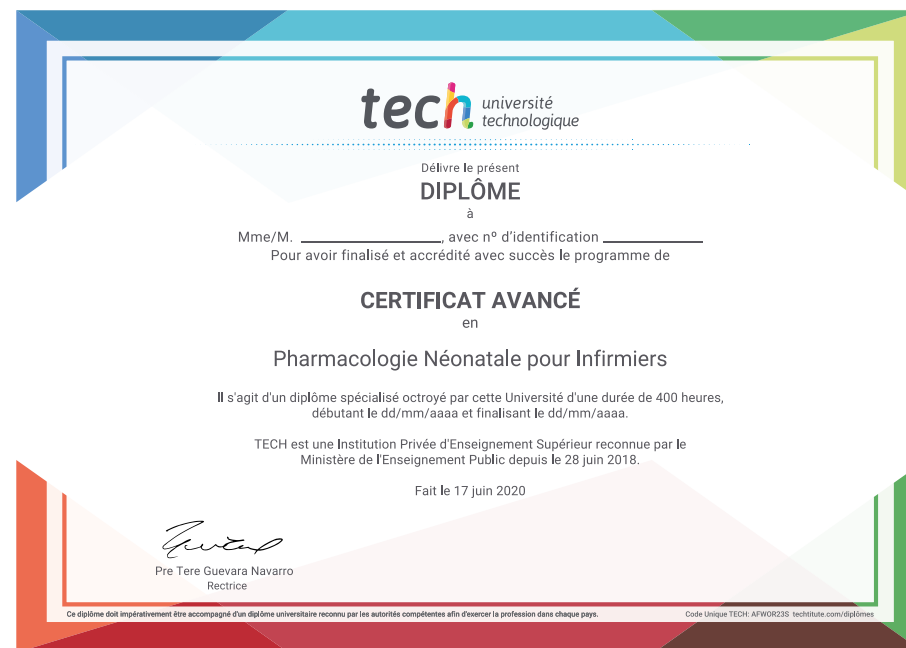 tech université
technologique
Délivre le présent
DIPLÔME
à
Mme/M. ____________________, avec nº d'identification ______________
Pour avoir finalisé et accrédité avec succès le programme de
CERTIFICAT AVANCÉ
en
Pharmacologie Néonatale pour Infirmiers
Il s'agit d'un diplôme spécialisé octroyé par cette Université d'une durée de 400 heures,
débutant le dd/mm/aaaa et finalisant le dd/mm/aaaa.
TECH est une Institution Privée d'Enseignement Supérieur reconnue par le
Ministère de l'Enseignement Public depuis le 28 juin 2018.
Fait le 17 juin 2020
Pre Tere Guevara Navarro
Rectrice
Ce diplôme doit impérativement être accompagné d'un diplôme universitaire reconnu par les autorités compétentes afin d'exercer la profession dans chaque pays. Code Unique TECH: AFWOR23S techtitute.com/diplômes